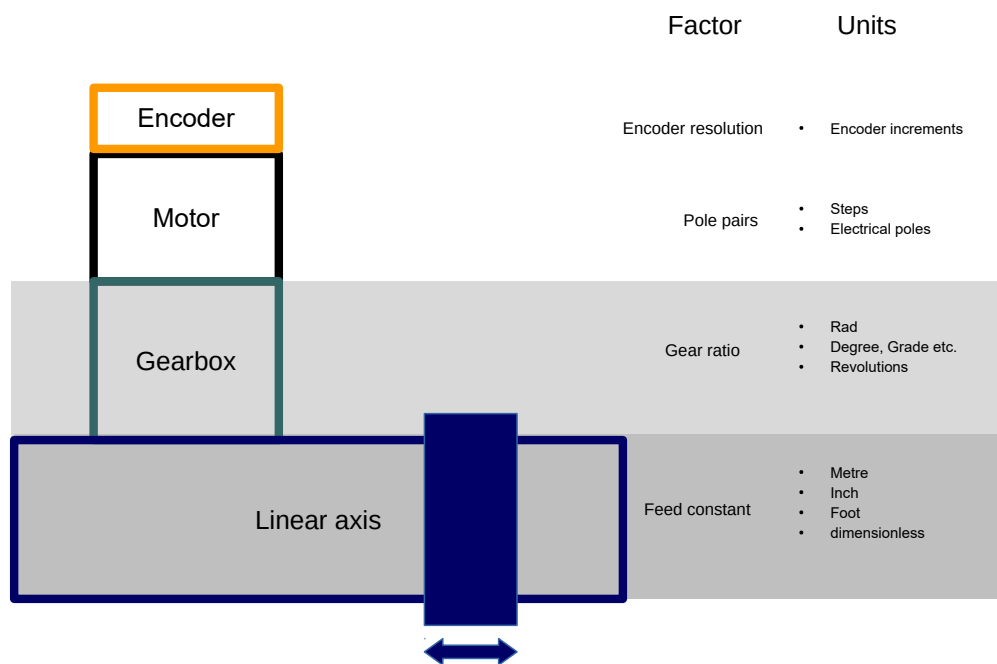 Factor Units
Encoder
Encoder resolution • Encoder increments
Motor
Pole pairs
• Steps
• Electrical poles
Gearbox
Gear ratio
• Rad
• Degree, Grade etc.
• Revolutions
Linear axis
Feed constant
• Metre
• Inch
• Foot
• dimensionless